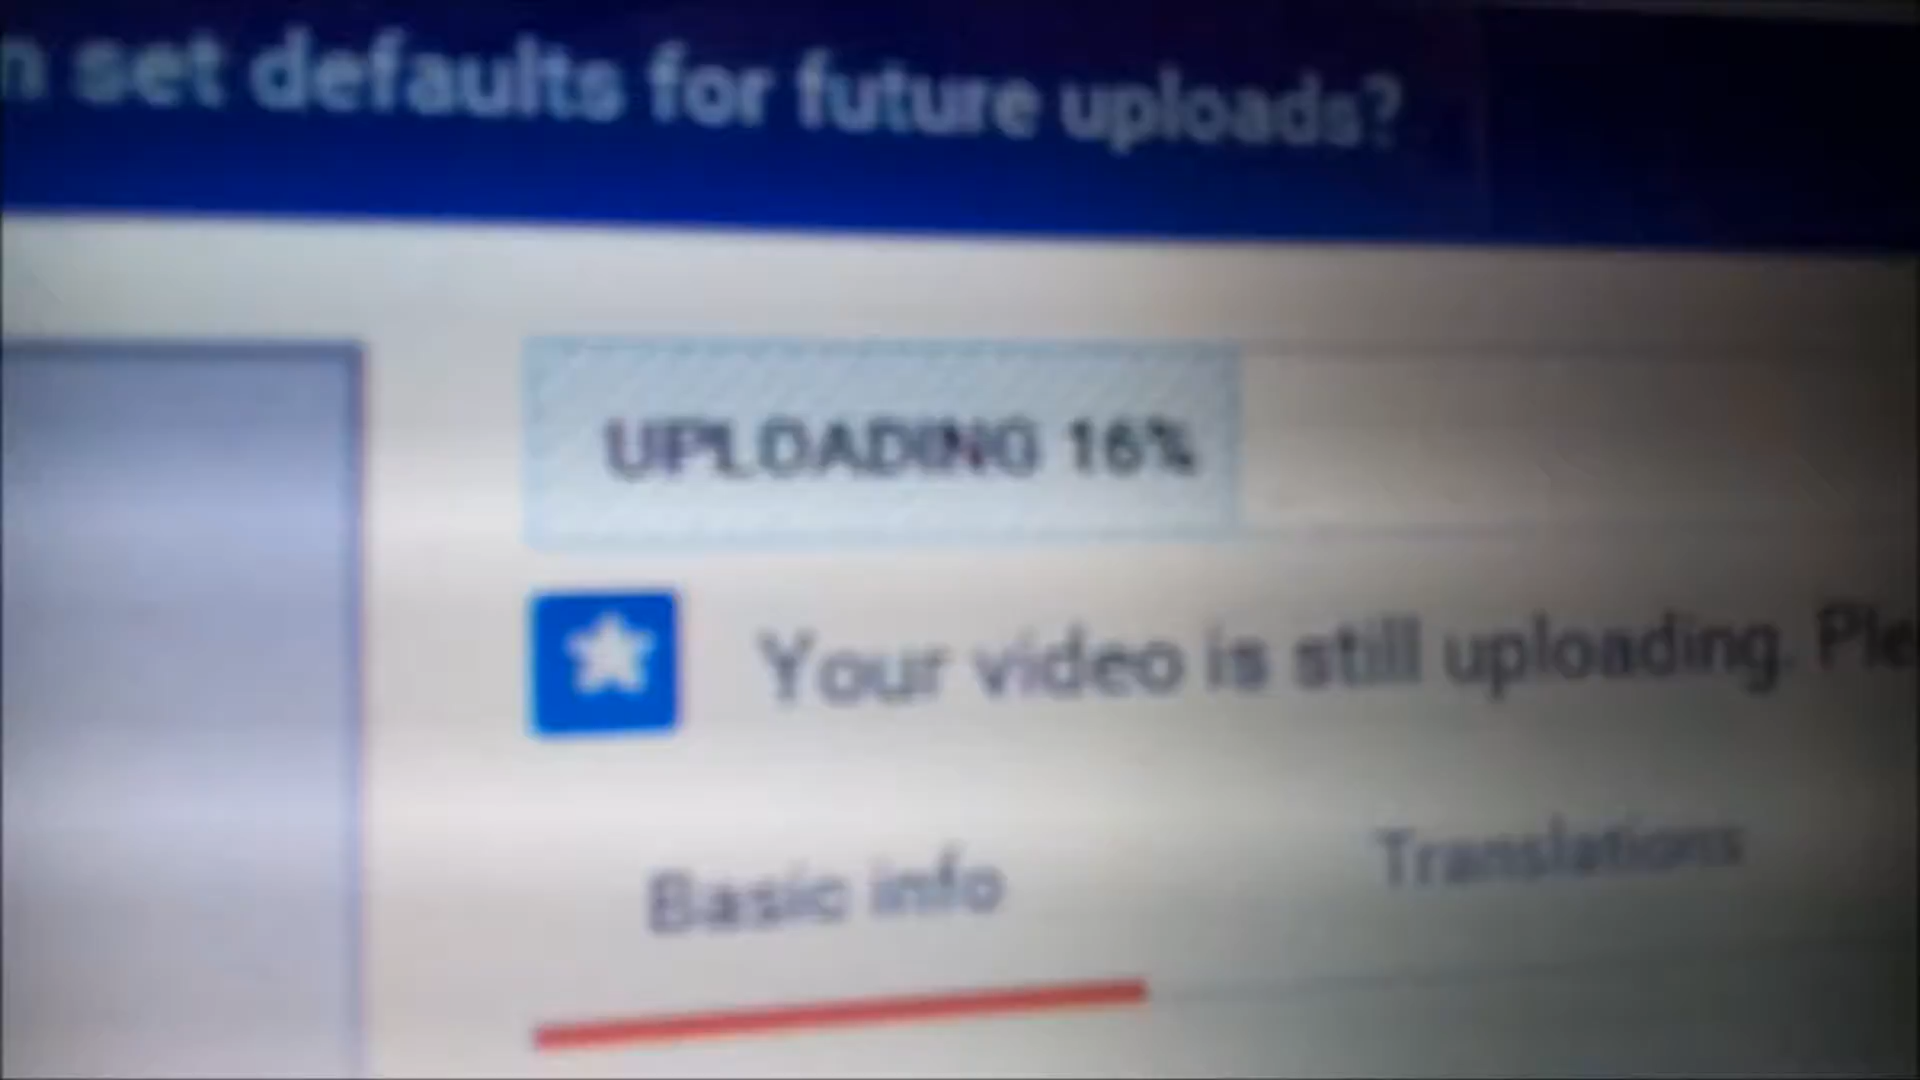 set defaults for future uploads?
UPLOADING 16%
Your video is still uploading.
Basic info
Translations